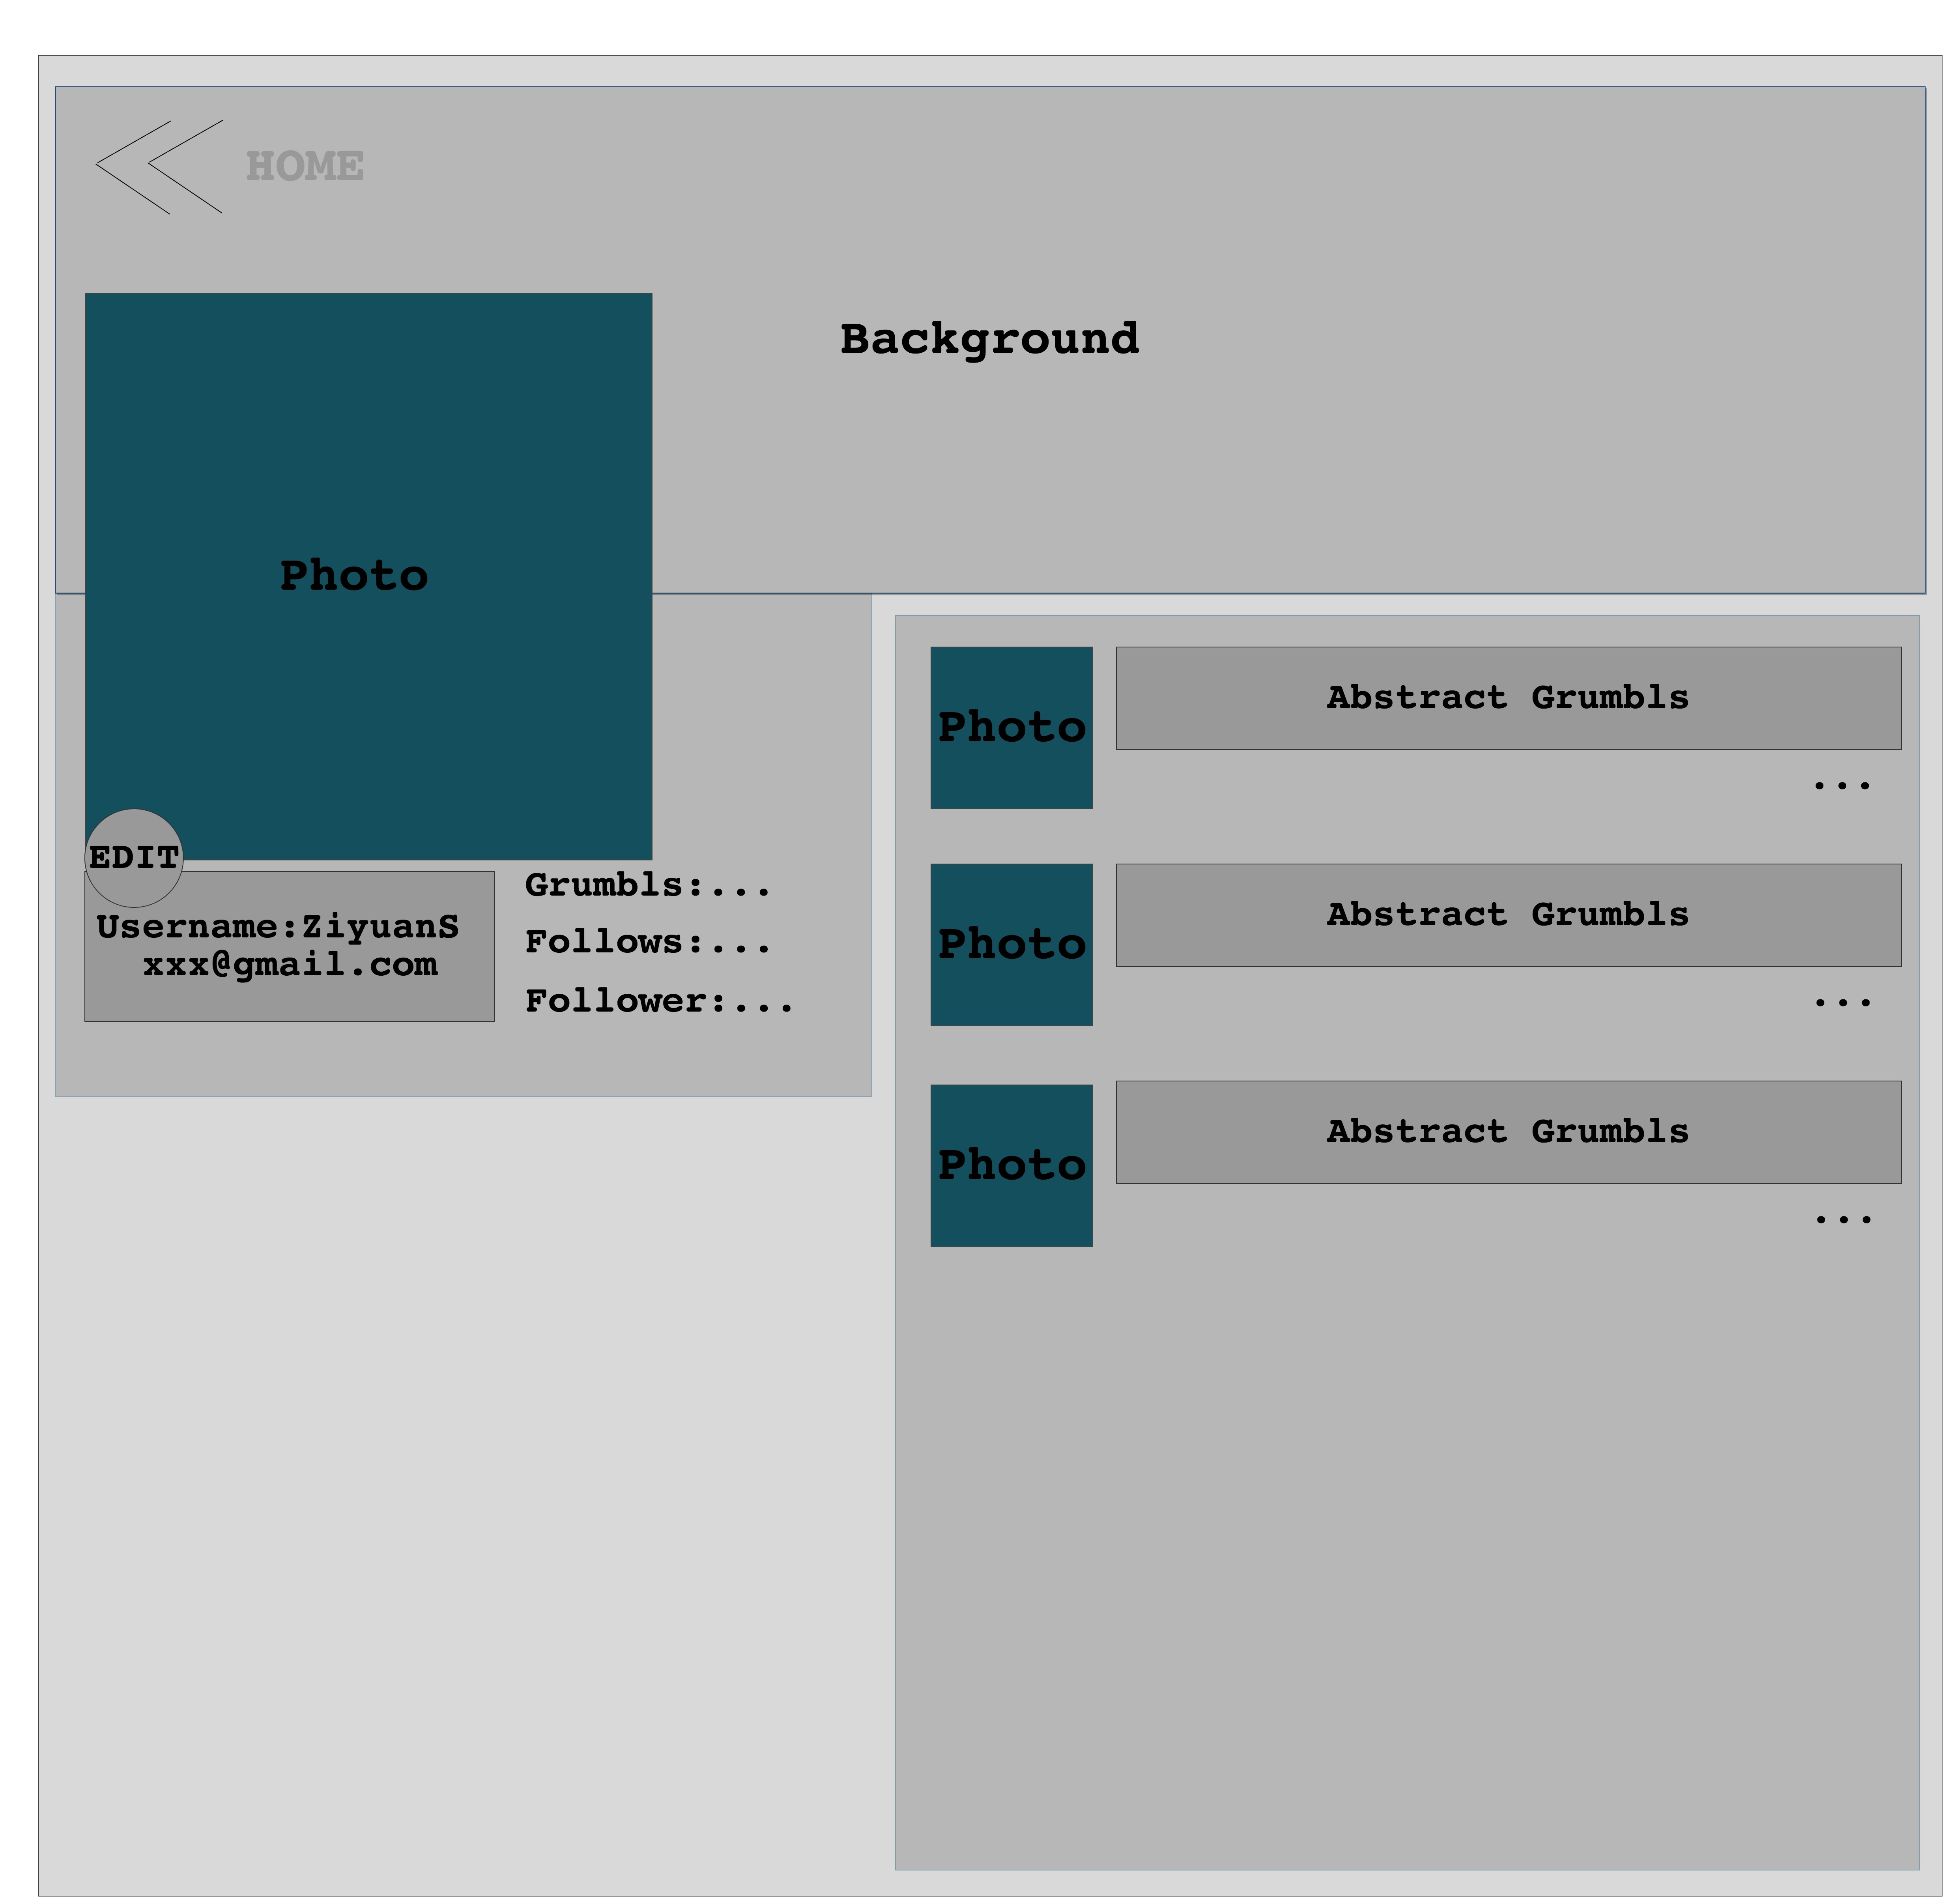 HOME
Background
Photo
EDIT
Username:ZiyuanS
xxx@gmail.com
Grumbls:...
Follows:...
Follower:...
Photo
Abstract Grumbls
...
Photo
Abstract Grumbls
...
Photo
Abstract Grumbls
...